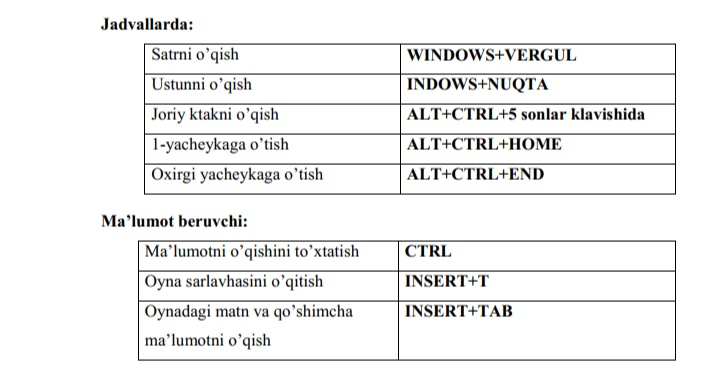 Jadvallarda:
Satrni o’qish WINDOWS+VERGUL
Ustunni o’qish INDOWS+NUQTA
Joriy ktakni o’qish ALT+CTRL+5 sonlar klavishida
1-yacheykaga o’tish ALT+CTRL+HOME
Oxirgi yacheykaga o’tish ALT+CTRL+END
Ma’lumot beruvchi:
Ma’lumotni o’qishini to’xtatish CTRL
Oyna sarlavhasini o’qitish INSERT+T
Oynadagi matn va qo’shimcha INSERT+TAB
ma’lumotni o’qish